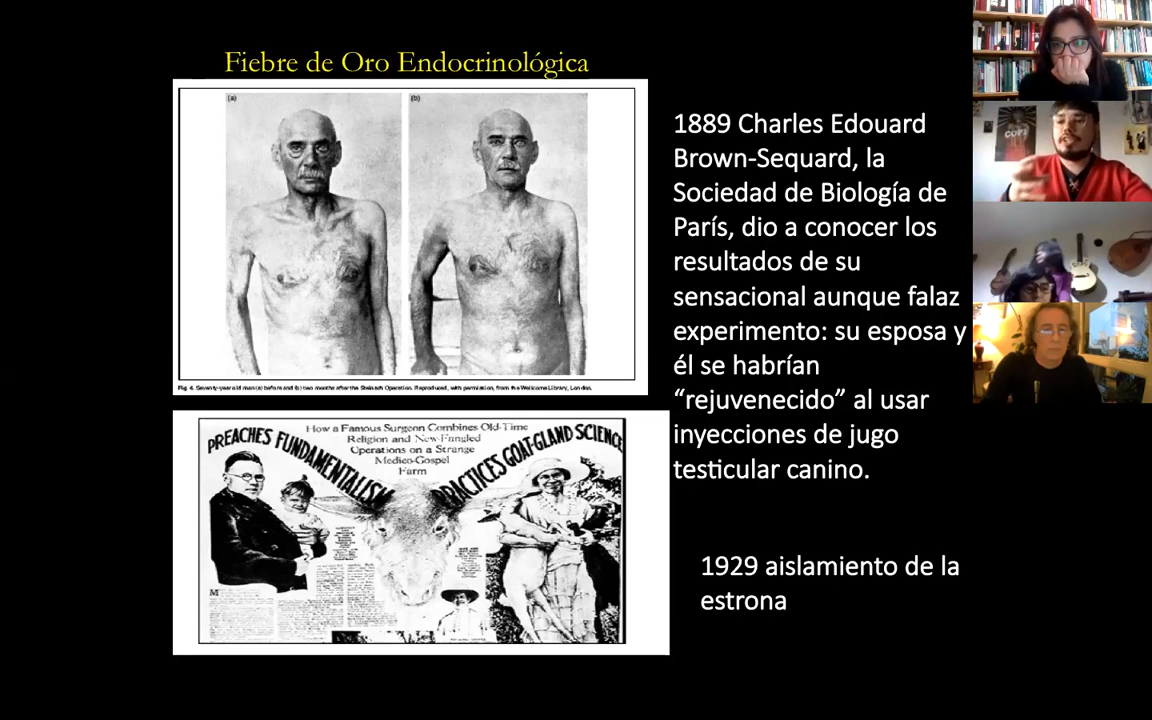 Fiebre de Oro Endocrinológica
(a)
(b)
Fig. 4. Seventy-year old man (a) before and (b) two months after the Steinach Operation. Reproduced, with permission, from the Wellcome Library, London.
1889 Charles Edouard
Brown-Sequard, la
Sociedad de Biología de
París, dio a conocer los
resultados de su
sensacional aunque falaz
experimento: su esposa y
él se habrían
“rejuvenecido” al usar
inyecciones de jugo
testicular canino.
How a Famous Surgeon Combines Old-Time
Religion and New-Fangled
Operations on a Strange
Medico-Gospel
Farm
PREACHES FUNDAMENTALISM
PRACTICES GOAT-GLAND SCIENCE
1929 aislamiento de la
estrona
COPI